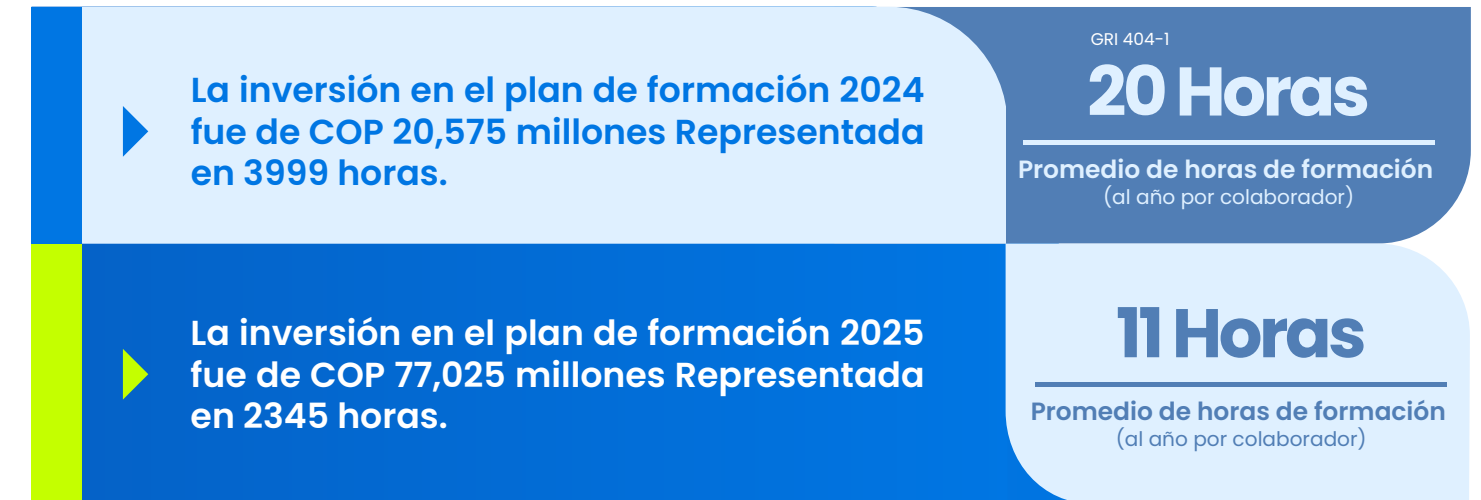 La inversión en el plan de formación 2024
fue de COP 20,575 millones Representada
en 3999 horas.
GRI 404-1
20 Horas
Promedio de horas de formación
(al año por colaborador)
La inversión en el plan de formación 2025
fue de COP 77,025 millones Representada
en 2345 horas.
11 Horas
Promedio de horas de formación
(al año por colaborador)